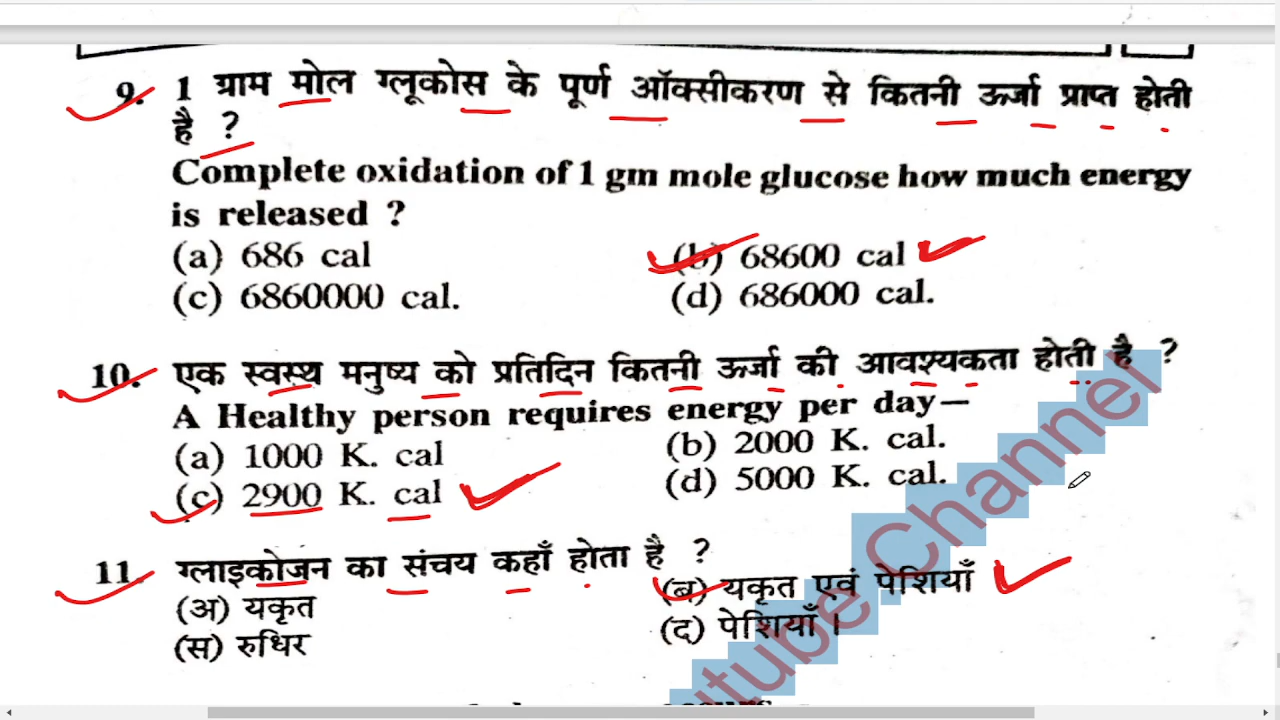 9. 1 ग्राम मोल ग्लूकोस के पूर्ण ऑक्सीकरण से कितनी ऊर्जा प्राप्त होती
है ?
Complete oxidation of 1 gm mole glucose how much energy
is released ?
(a) 686 cal (b) 68600 cal
(c) 6860000 cal. (d) 686000 cal.
10. एक स्वस्थ मनुष्य को प्रतिदिन कितनी ऊर्जा की आवश्यकता होती है ?
A Healthy person requires energy per day—
(a) 1000 K. cal (b) 2000 K. cal.
(c) 2900 K. cal (d) 5000 K. cal.
11. ग्लाइकोजन का संचय कहाँ होता है ?
(अ) यकृत (ब) यकृत एवं पेशियाँ
(स) रुधिर (द) पेशियाँ ।
utube Channel